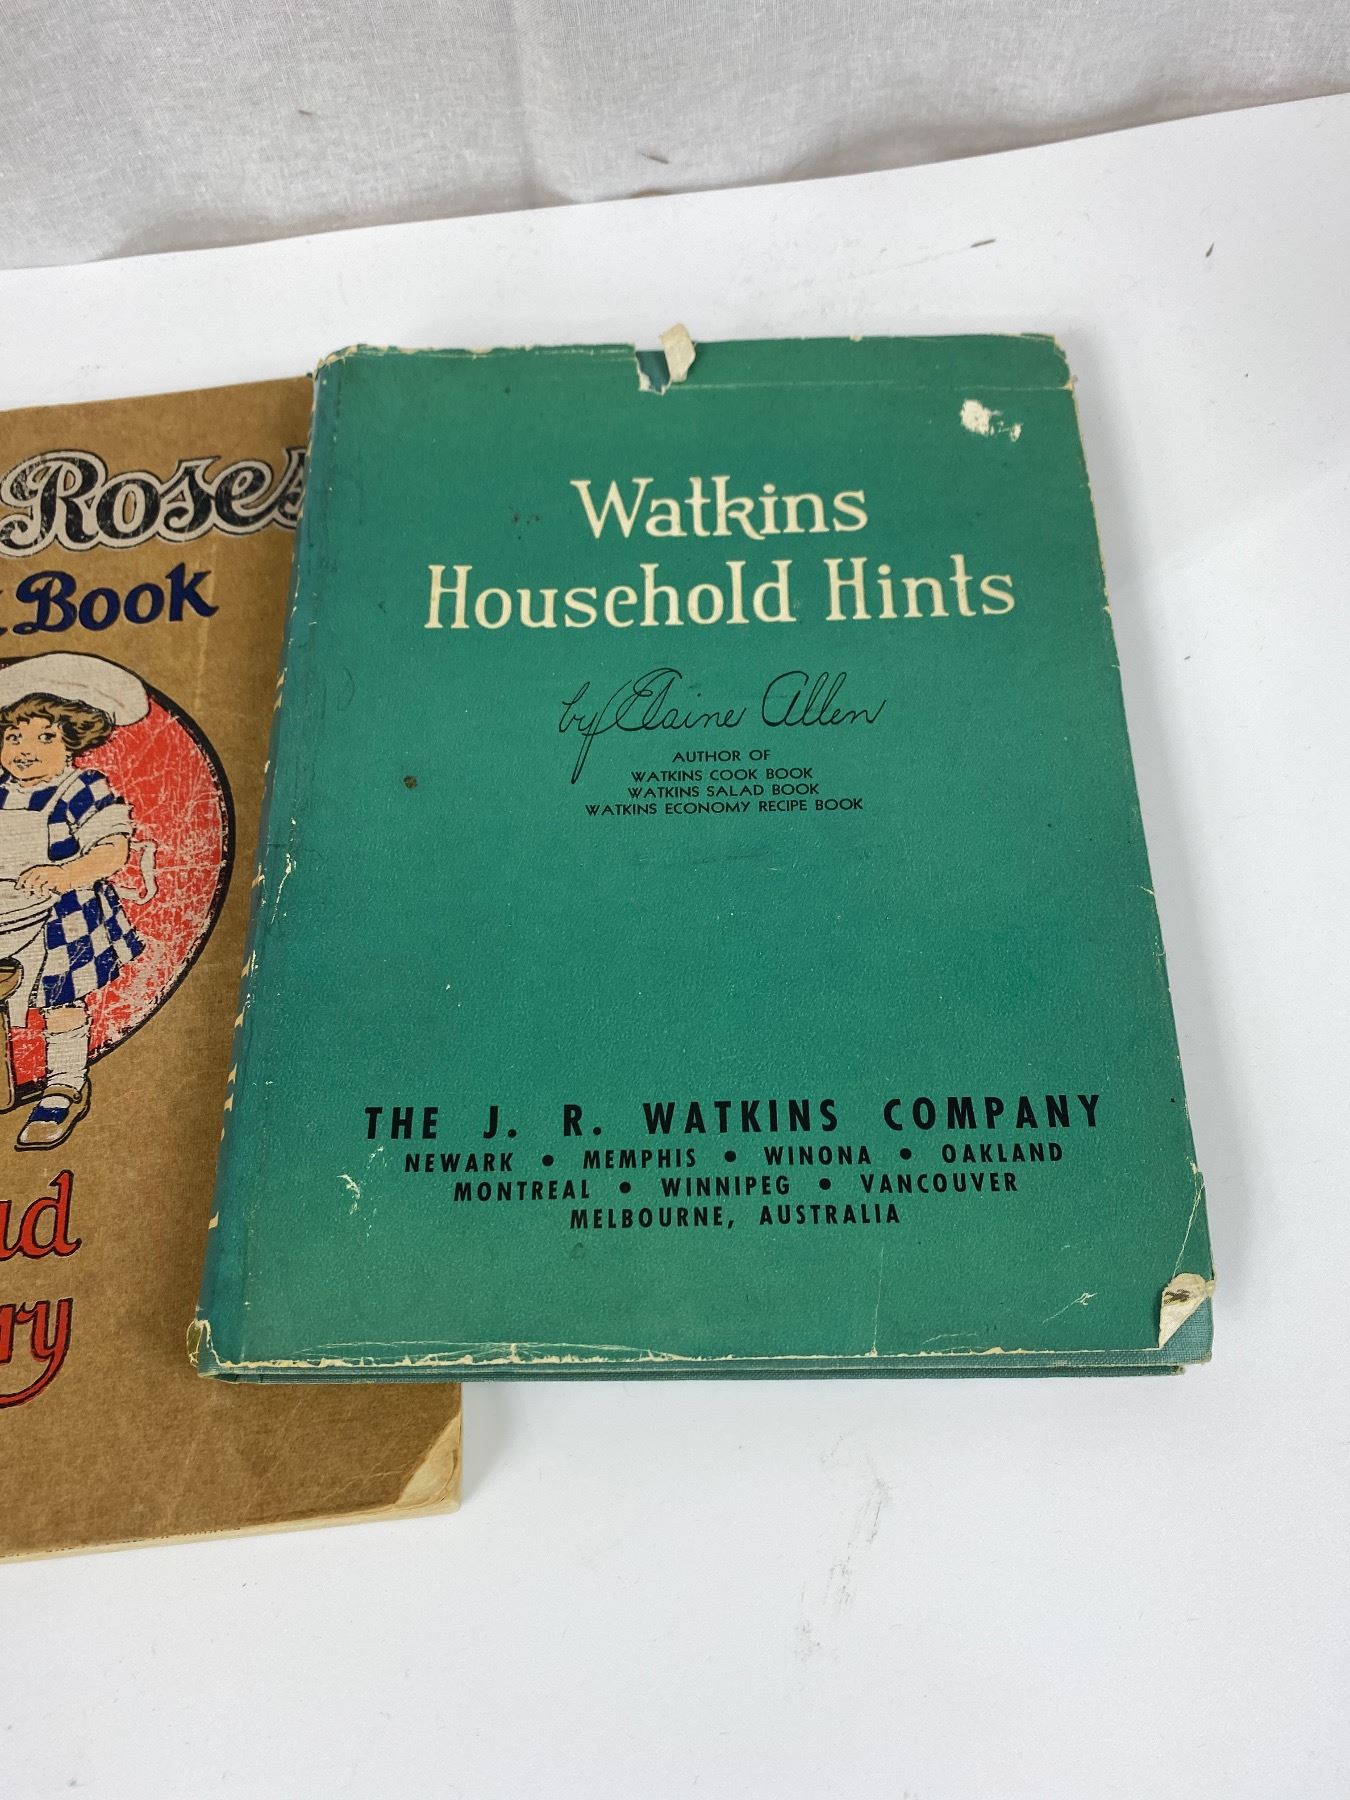 Roses
Book
Watkins
Household Hints
by Elaine Allen
AUTHOR OF
WATKINS COOK BOOK
WATKINS SALAD BOOK
WATKINS ECONOMY RECIPE BOOK
THE J. R. WATKINS COMPANY
NEWARK • MEMPHIS • WINONA • OAKLAND
MONTREAL • WINNIPEG • VANCOUVER
MELBOURNE, AUSTRALIA